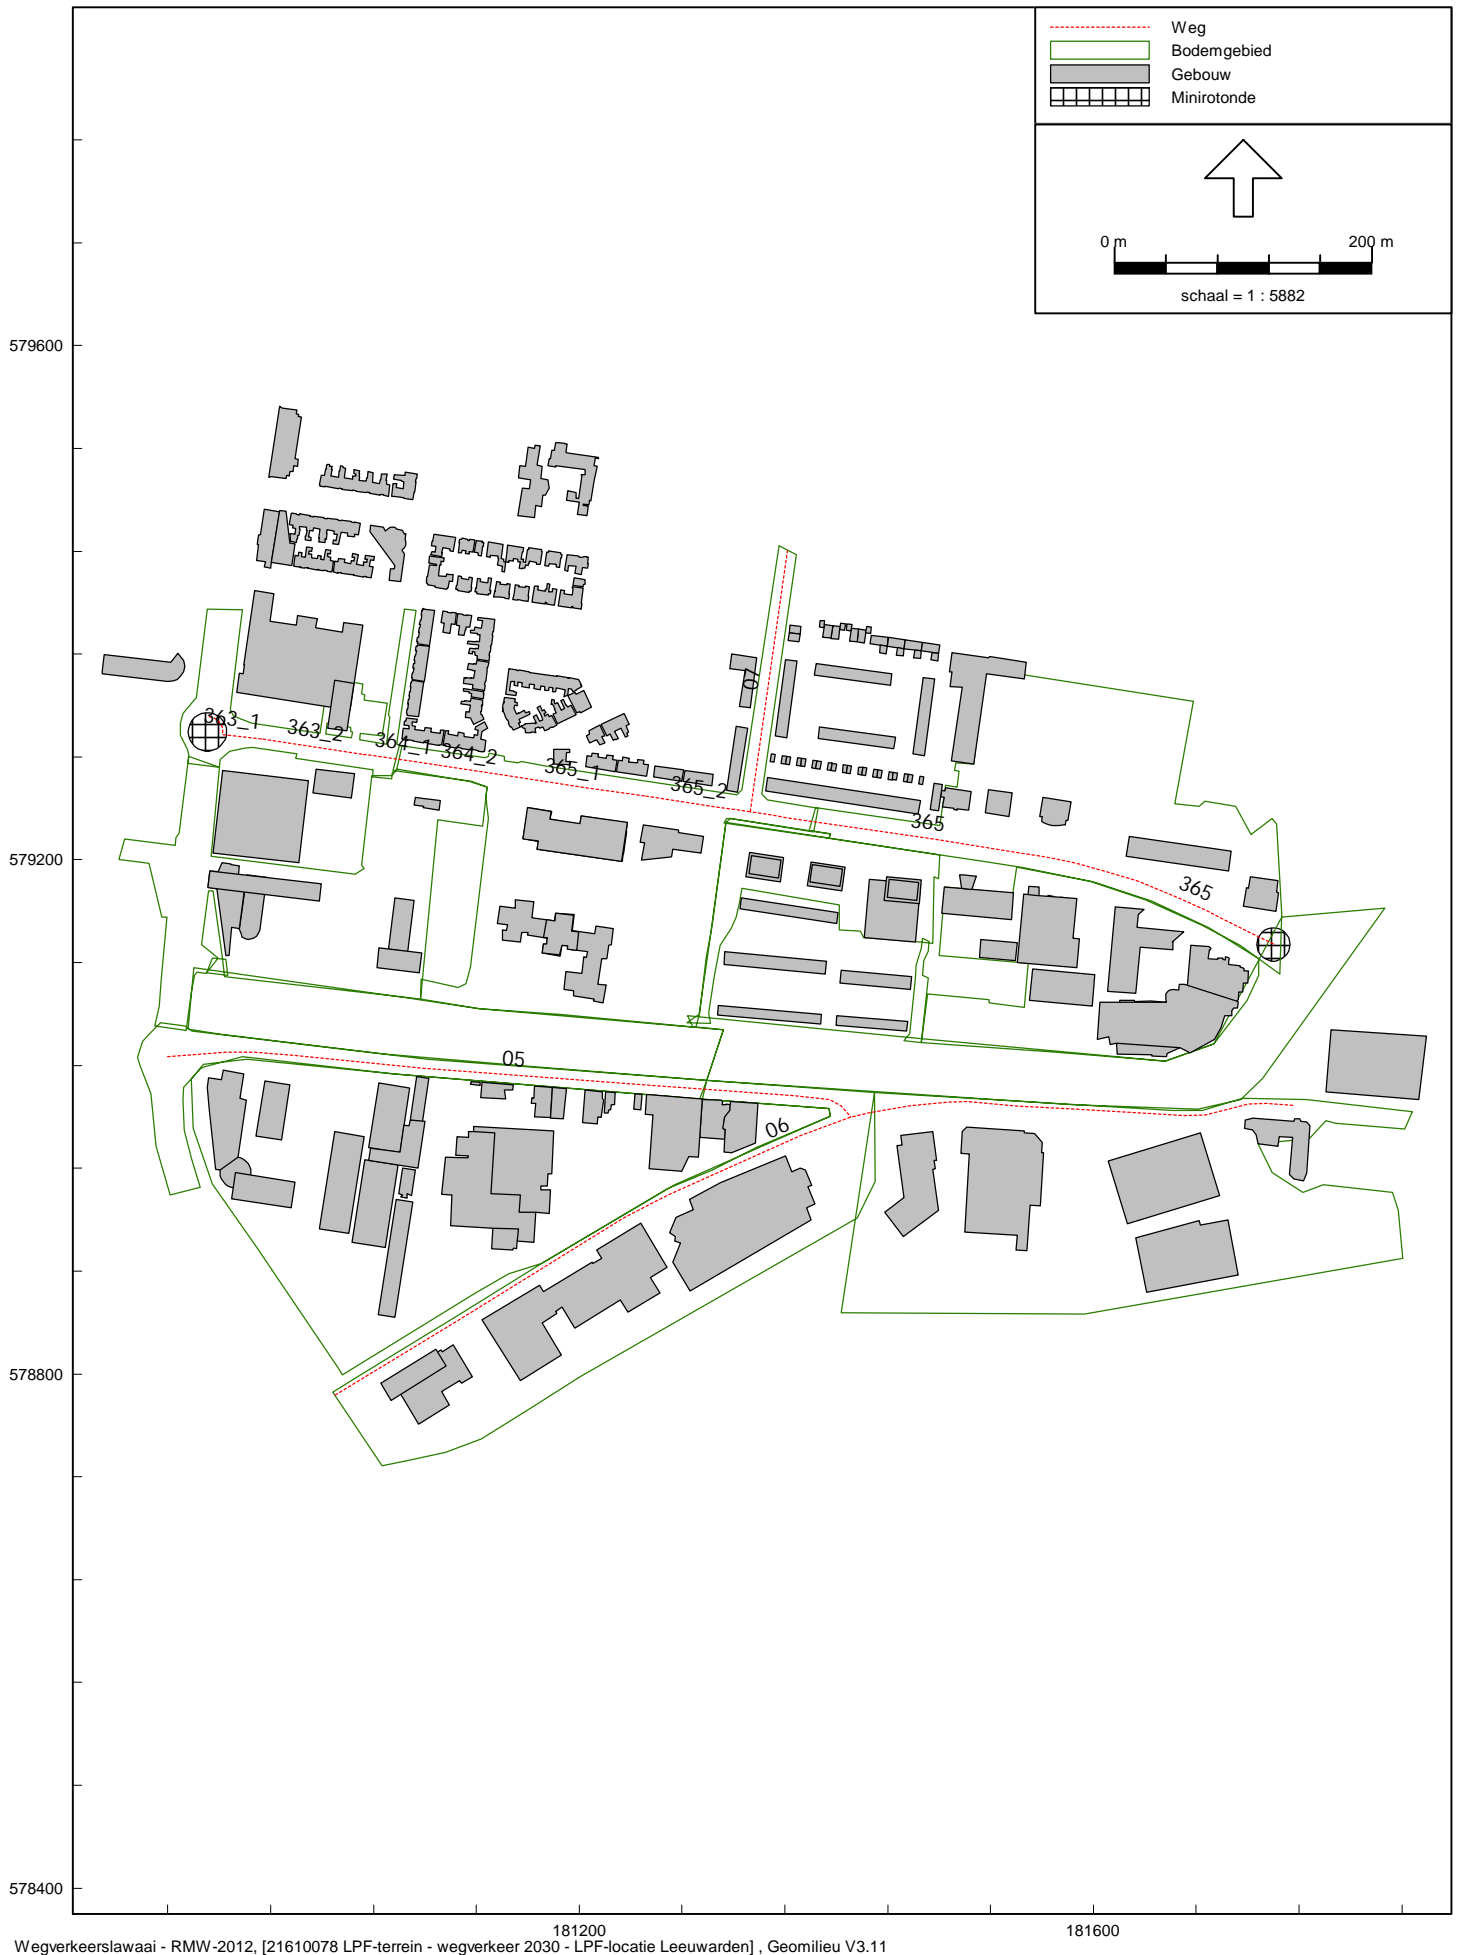 Weg
Bodemgebied
Gebouw
Minirotonde
0 m 200 m
schaal = 1 : 5882
579600
363_1
363_2
364_1
364_2
365_1
365_2
365
365
579200
05
06
578800
578400
181200 181600
Wegverkeerslawaai - RMW-2012, [21610078 LPF-terrein - wegverkeer 2030 - LPF-locatie Leeuwarden] , Geomilieu V3.11